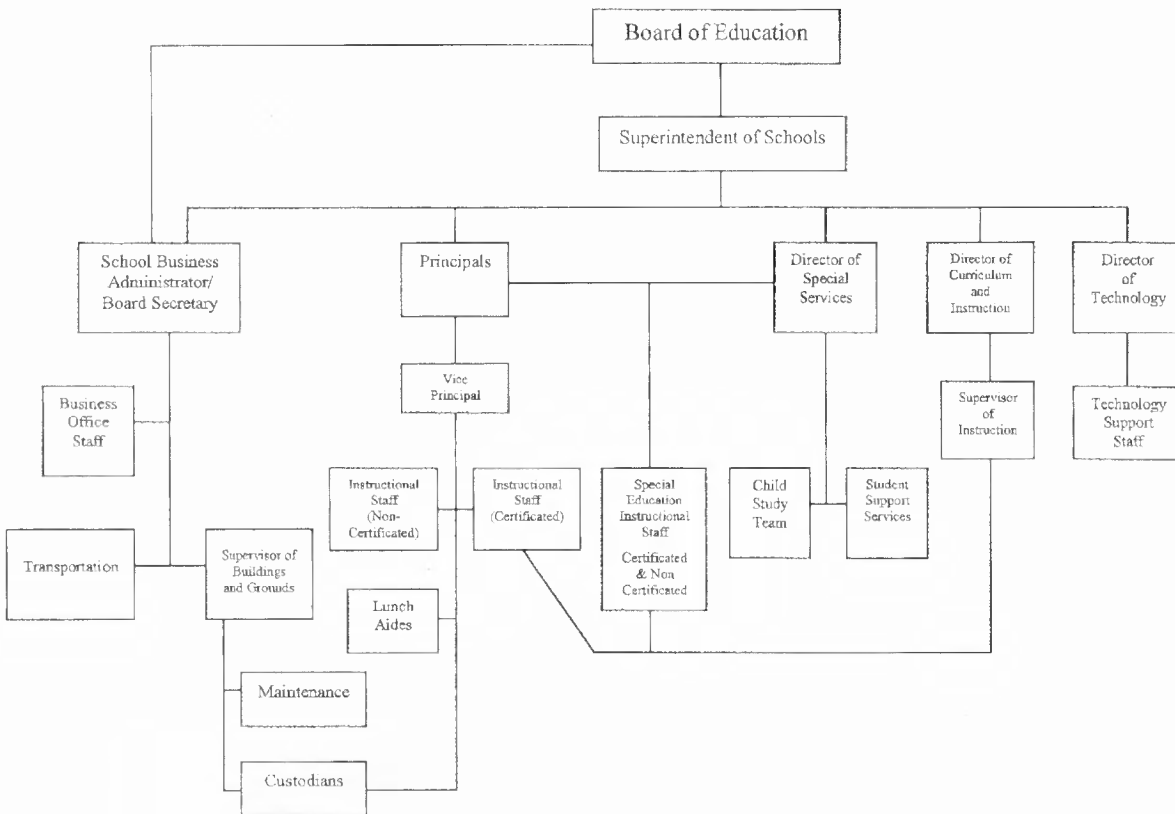 Board of Education
Superintendent of Schools
School Business
Administrator/
Board Secretary
Principals
Director of
Special
Services
Director of
Curriculum
and
Instruction
Director
of
Technology
Business
Office
Staff
Vice
Principal
Supervisor
of
Instruction
Technology
Support
Staff
Instructional
Staff
(Non-
Certificated)
Instructional
Staff
(Certificated)
Special
Education
Instructional
Staff
Certificated
& Non
Certificated
Child
Study
Team
Student
Support
Services
Transportation
Supervisor of
Buildings
and Grounds
Lunch
Aides
Maintenance
Custodians